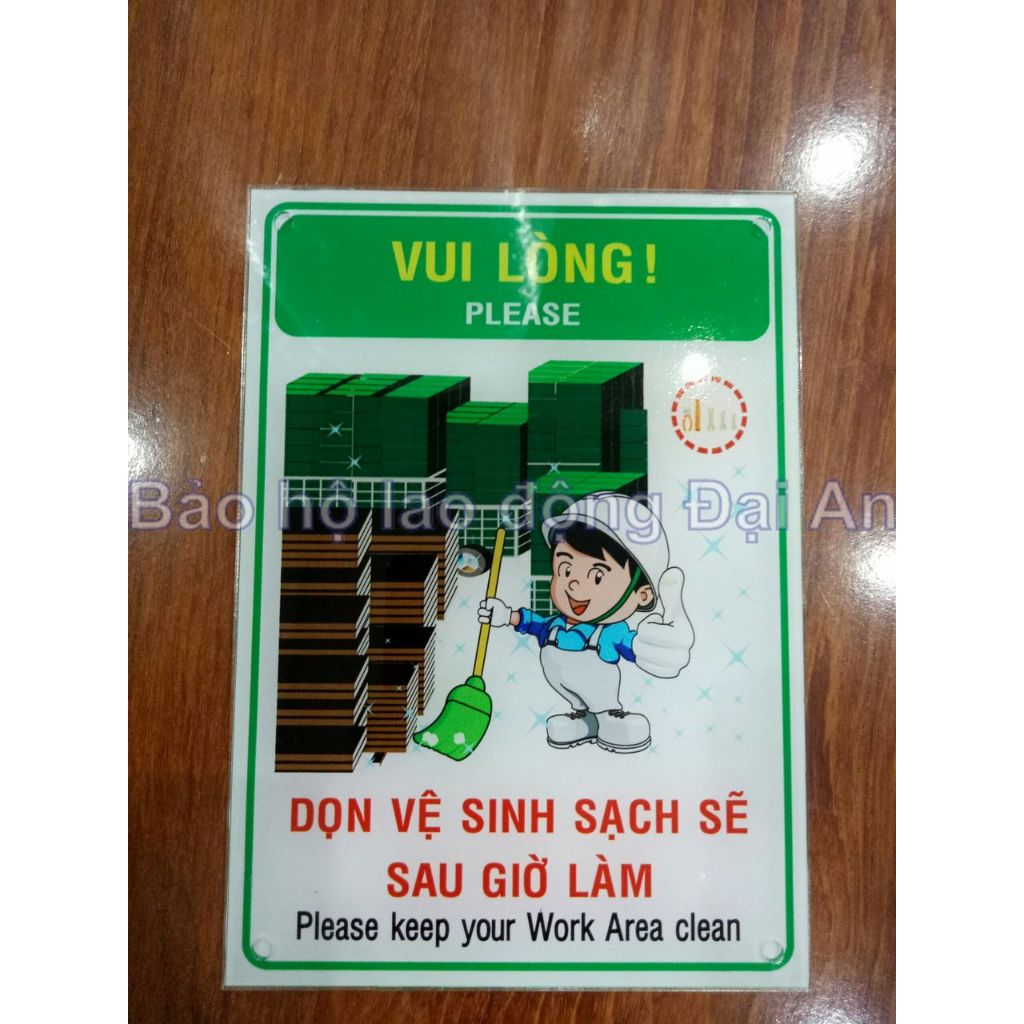 VUI LÒNG!
PLEASE
Bảo hộ lao động Đại An
DỌN VỆ SINH SẠCH SẼ
SAU GIỜ LÀM
Please keep your Work Area clean